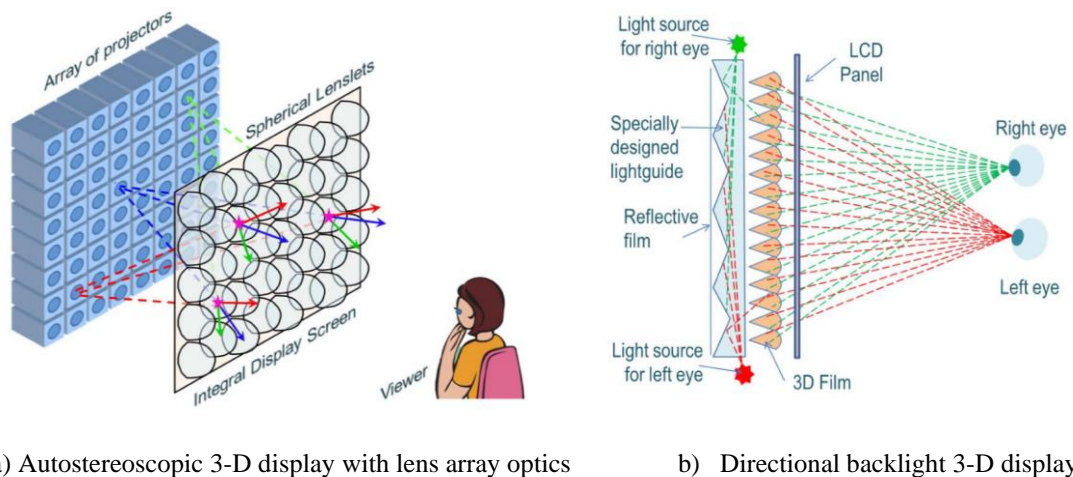 Array of projectors
Spherical Lenslets
Integral Display Screen
Viewer
Light source
for right eye
LCD
Panel
Specially
designed
lightguide
Reflective
film
Right eye
Left eye
Light source
for left eye
3D Film
) Autostereoscopic 3-D display with lens array optics
b) Directional backlight 3-D display